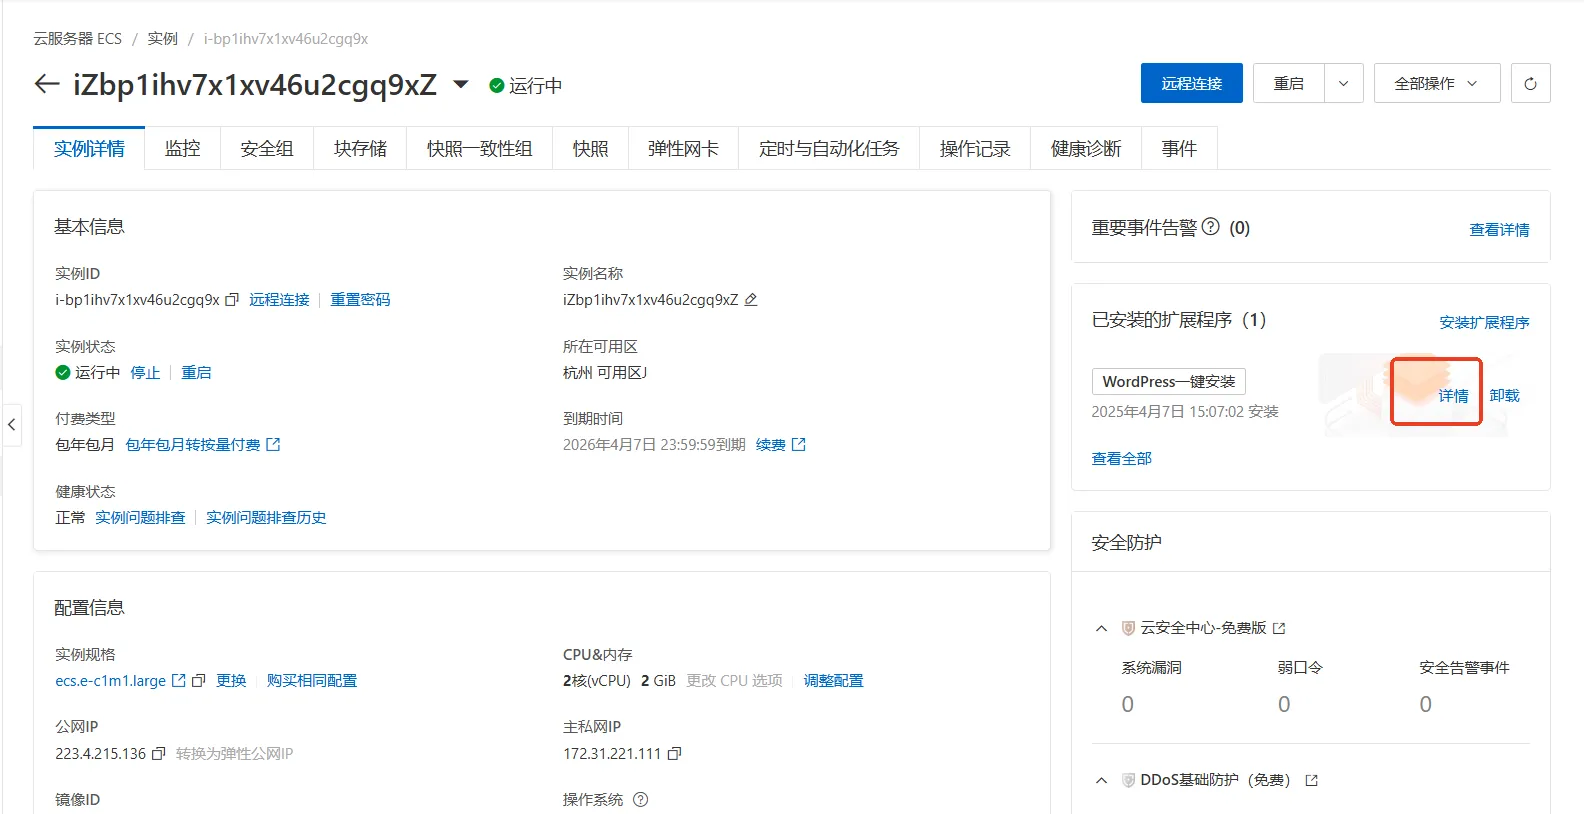 云服务器 ECS / 实例 / i-bp1ihv7x1xv46u2cgq9x
iZbp1ihv7x1xv46u2cgq9xZ 运行中 远程连接 重启 全部操作
实例详情 监控 安全组 块存储 快照一致性组 快照 弹性网卡 定时与自动化任务 操作记录 健康诊断 事件
基本信息
实例ID
i-bp1ihv7x1xv46u2cgq9x 远程连接 重置密码
实例名称
iZbp1ihv7x1xv46u2cgq9xZ
实例状态
运行中 停止 重启
所在可用区
杭州 可用区J
付费类型
包年包月 包年包月转按量付费
到期时间
2026年4月7日 23:59:59到期 续费
健康状态
正常 实例问题排查 实例问题排查历史
配置信息
实例规格
ecs.e-c1m1.large 更换 购买相同配置
CPU&内存
2核(vCPU) 2 GiB 更改 CPU 选项 调整配置
公网IP
223.4.215.136 转换为弹性公网IP
主私网IP
172.31.221.111
镜像ID
操作系统
重要事件告警 (0) 查看详情
已安装的扩展程序（1） 安装扩展程序
WordPress一键安装
2025年4月7日 15:07:02 安装
详情 卸载
查看全部
安全防护
云安全中心-免费版
系统漏洞 弱口令 安全告警事件
0 0 0
DDoS基础防护（免费）